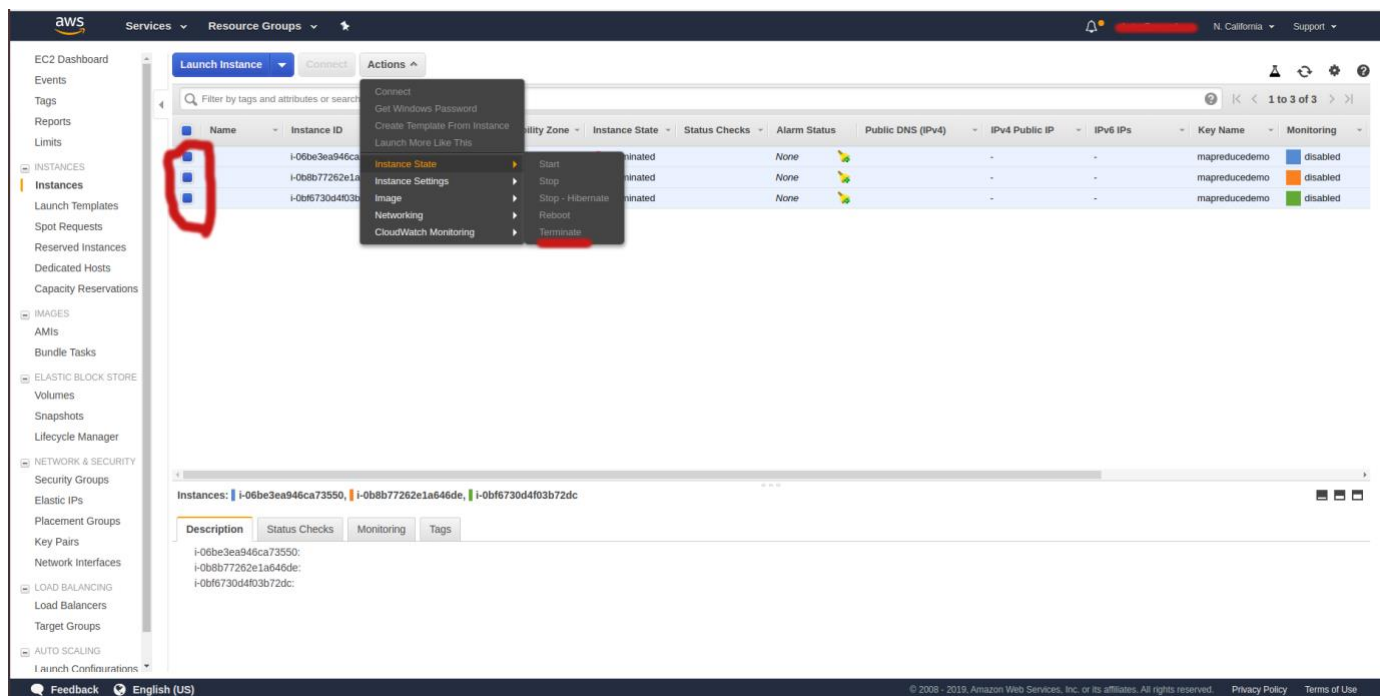 aws Services Resource Groups N. California Support
EC2 Dashboard
Events
Tags
Reports
Limits
INSTANCES
Instances
Launch Templates
Spot Requests
Reserved Instances
Dedicated Hosts
Capacity Reservations
IMAGES
AMIs
Bundle Tasks
ELASTIC BLOCK STORE
Volumes
Snapshots
Lifecycle Manager
NETWORK & SECURITY
Security Groups
Elastic IPs
Placement Groups
Key Pairs
Network Interfaces
LOAD BALANCING
Load Balancers
Target Groups
AUTO SCALING
Launch Configurations
Launch Instance Connect Actions
Filter by tags and attributes or search 1 to 3 of 3
Name Instance ID ility Zone Instance State Status Checks Alarm Status Public DNS (IPv4) IPv4 Public IP IPv6 IPs Key Name Monitoring
i-06be3ea946ca ninated None - - mapreducedemo disabled
i-0b8b77262e1a ninated None - - mapreducedemo disabled
i-0bf6730d4f03b ninated None - - mapreducedemo disabled
Connect
Get Windows Password
Create Template From Instance
Launch More Like This
Instance State
Instance Settings
Image
Networking
CloudWatch Monitoring
Start
Stop
Stop - Hibernate
Reboot
Terminate
Instances: i-06be3ea946ca73550, i-0b8b77262e1a646de, i-0bf6730d4f03b72dc
Description Status Checks Monitoring Tags
i-06be3ea946ca73550:
i-0b8b77262e1a646de:
i-0bf6730d4f03b72dc:
Feedback English (US) © 2008 - 2019, Amazon Web Services, Inc. or its affiliates. All rights reserved. Privacy Policy Terms of Use